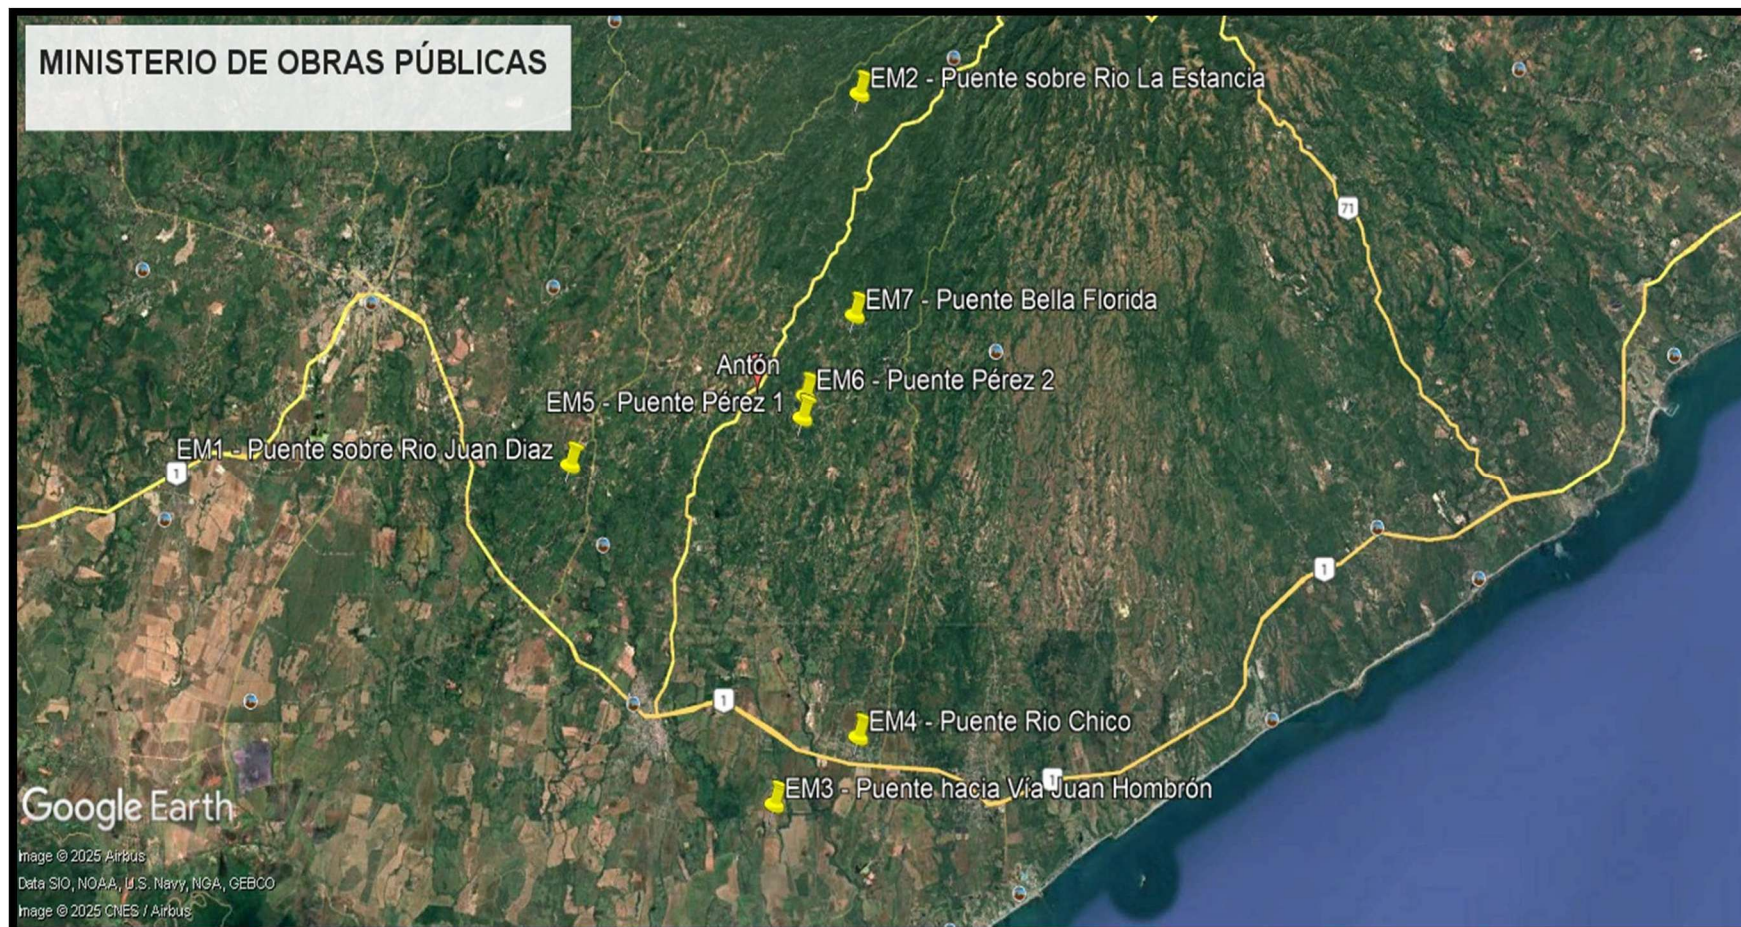 MINISTERIO DE OBRAS PÚBLICAS
EM2 - Puente sobre Rio La Estancia
71
EM7 - Puente Bella Florida
Antón
EM6 - Puente Pérez 2
EM5 - Puente Pérez 1
EM1 - Puente sobre Rio Juan Diaz
1
1
1
EM4 - Puente Rio Chico
1
EM3 - Puente hacia Vía Juan Hombrón
Google Earth
Image © 2025 Airbus
Data SIO, NOAA, U.S. Navy, NGA, GEBCO
Image © 2025 CNES / Airbus